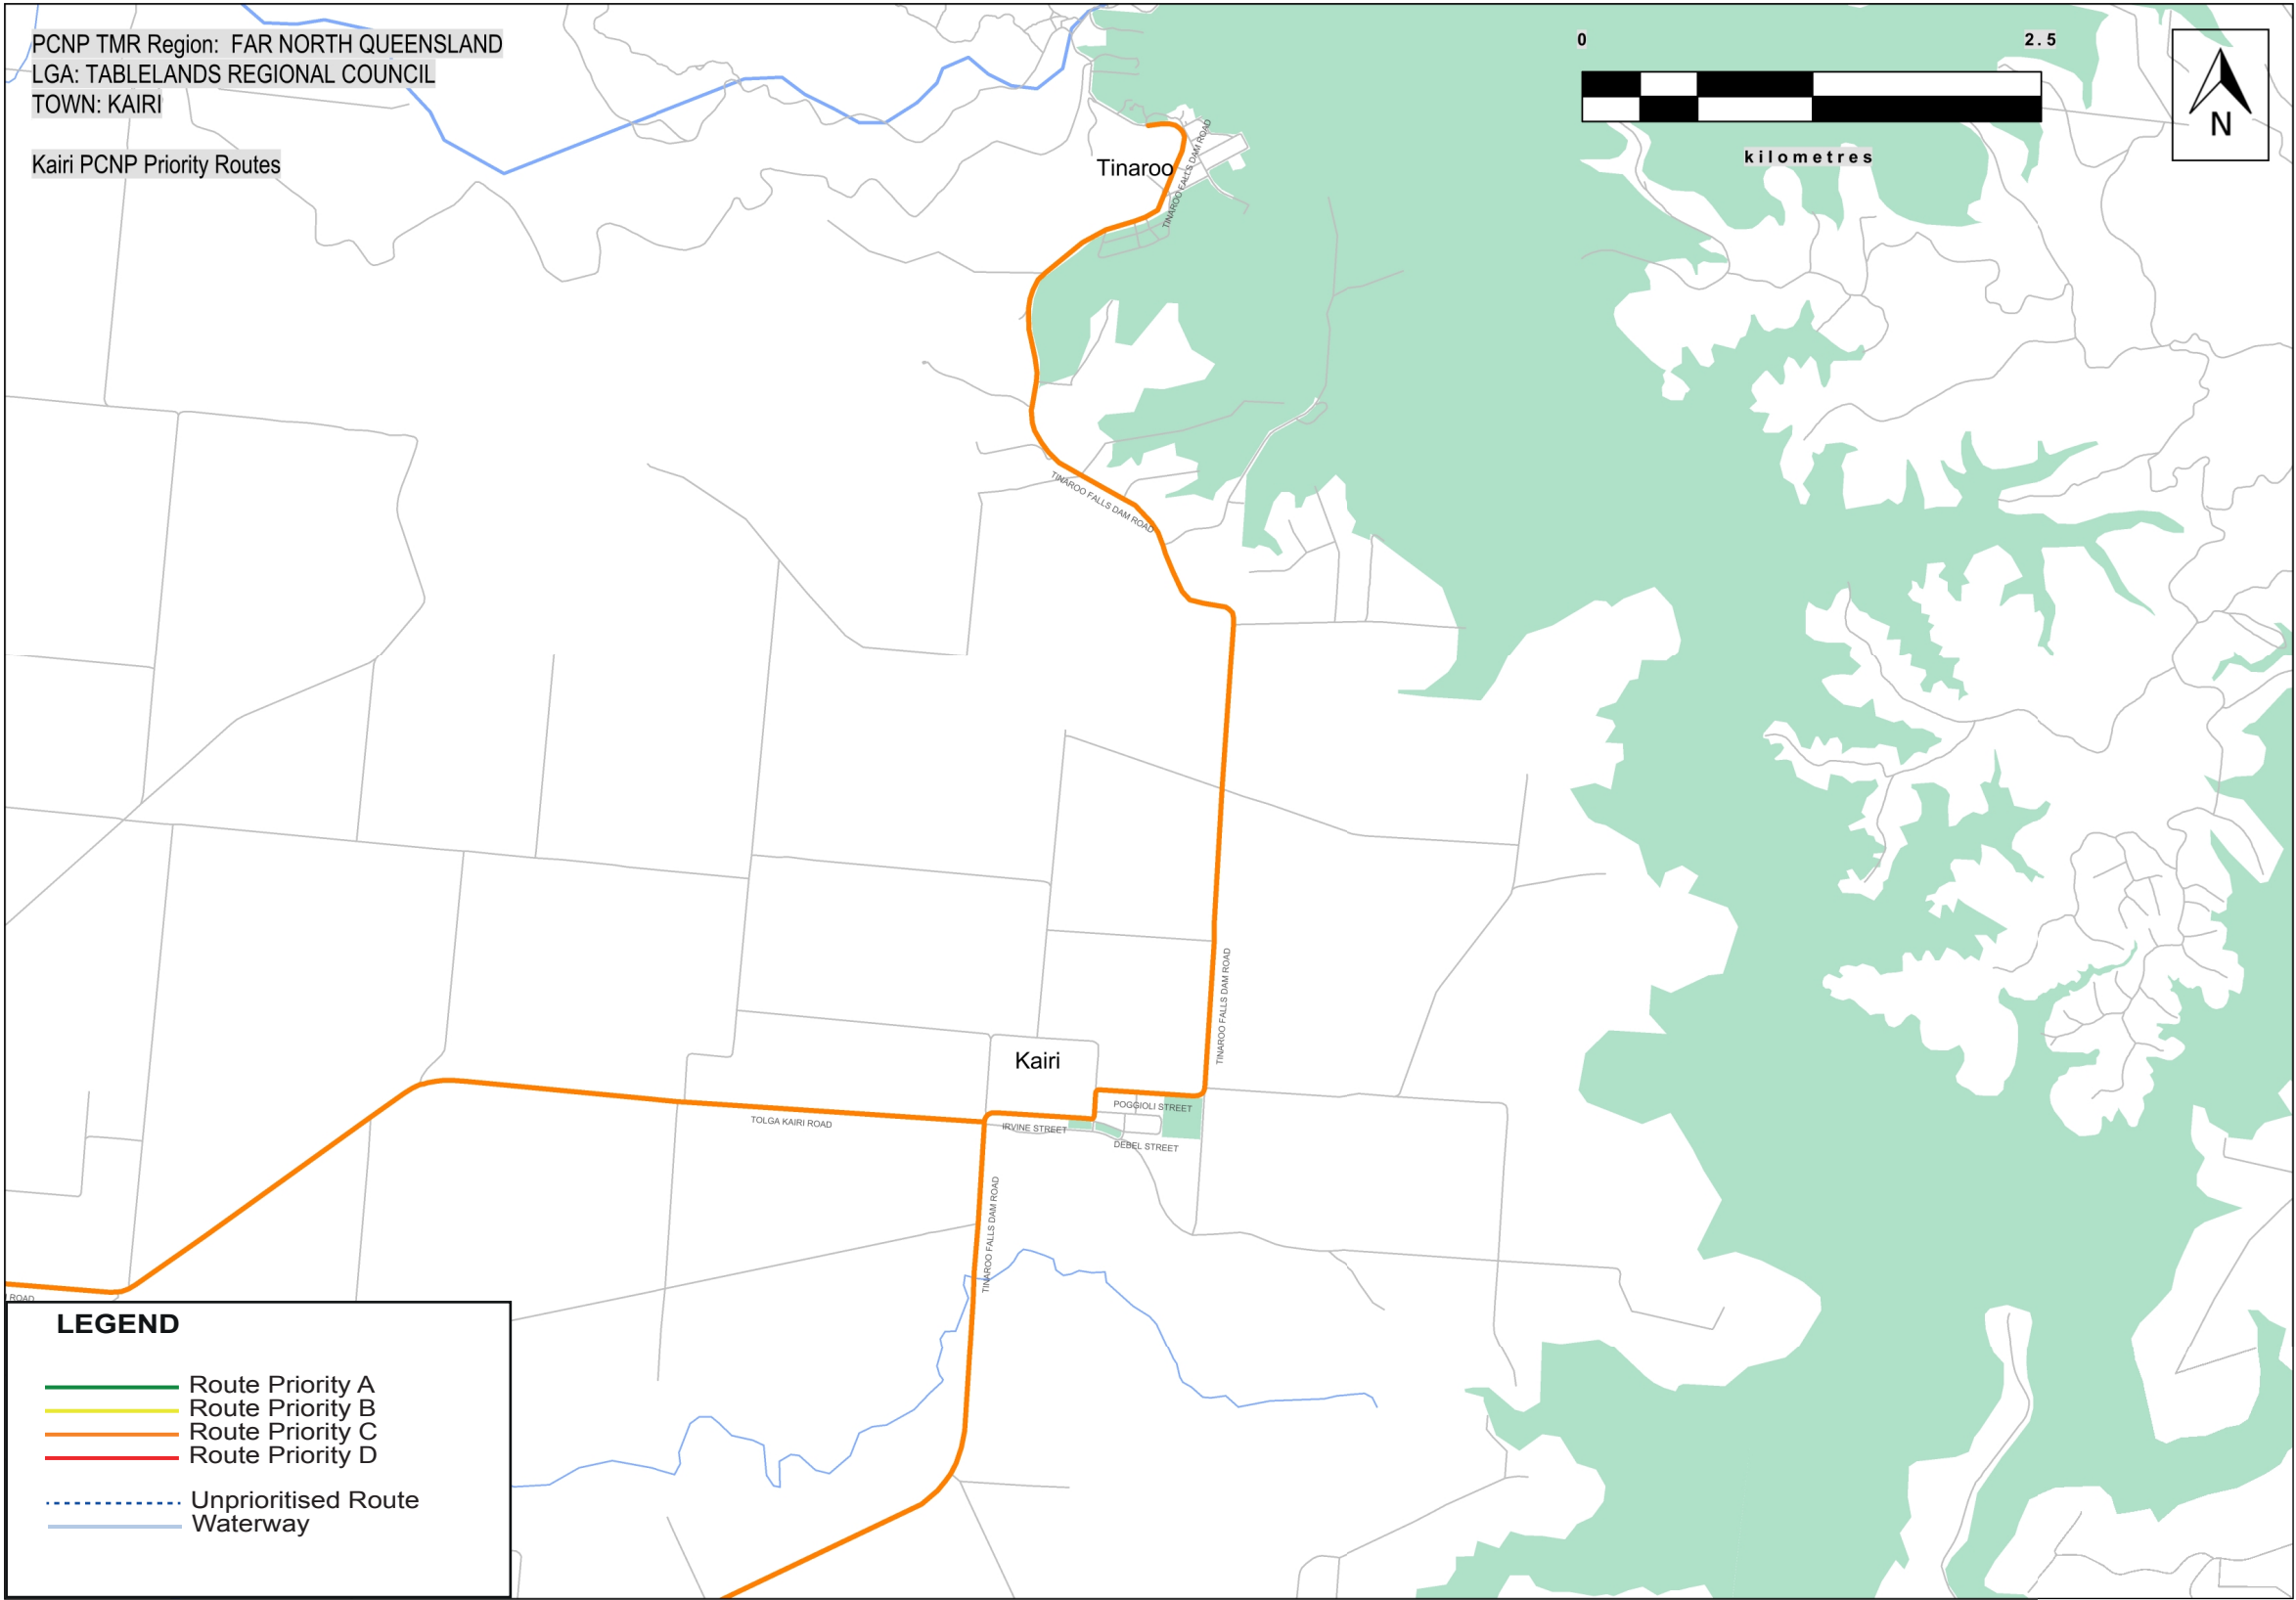 PCNP TMR Region: FAR NORTH QUEENSLAND
LGA: TABLELANDS REGIONAL COUNCIL
TOWN: KAIRI
Kairi PCNP Priority Routes
0
2.5
kilometres
N
Tinaroo
TINAROO FALLS DAM ROAD
TINAROO FALLS DAM ROAD
TINAROO FALLS DAM ROAD
Kairi
POGGIOLI STREET
TOLGA KAIRI ROAD
IRVINE STREET
DEBEL STREET
TINAROO FALLS DAM ROAD
ROAD
LEGEND
Route Priority A
Route Priority B
Route Priority C
Route Priority D
Unprioritised Route
Waterway